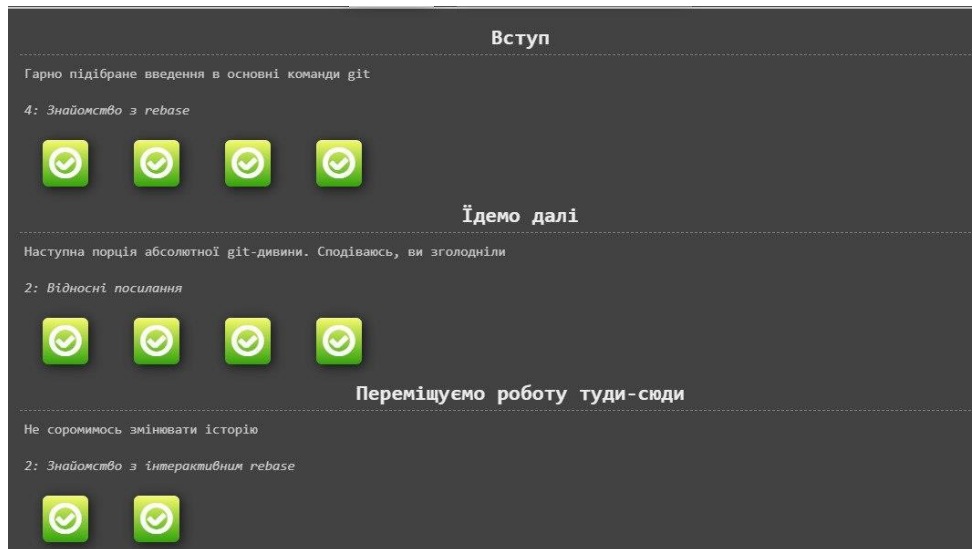 Вступ
Гарно підібране введення в основні команди git
4: Знайомство з rebase
Їдемо далі
Наступна порція абсолютної git-дивини. Сподіваюсь, ви зголодніли
2: Відносні посилання
Переміщуємо роботу туди-сюди
Не соромимось змінювати історію
2: Знайомство з інтерактивним rebase